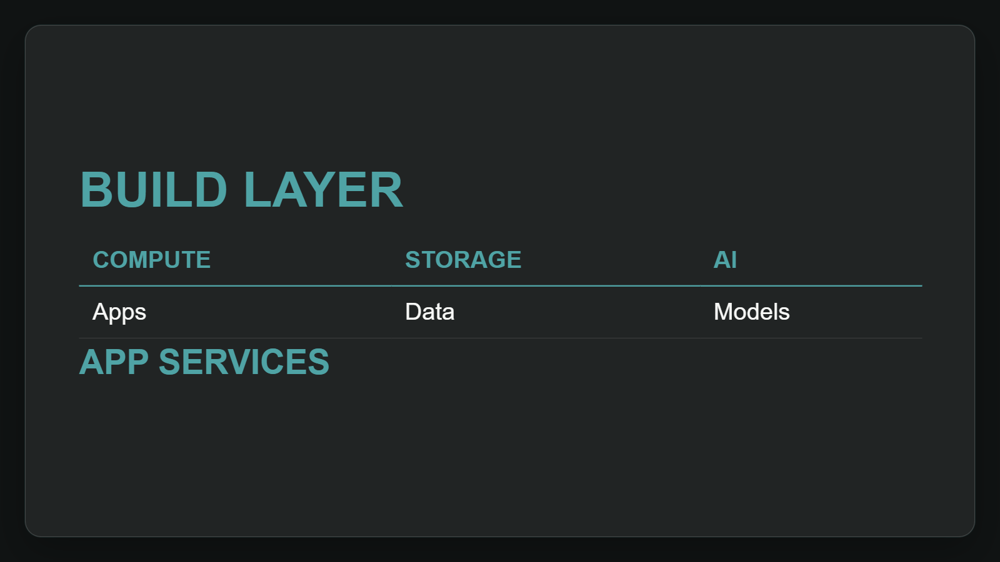 BUILD LAYER
COMPUTE STORAGE AI
Apps Data Models
APP SERVICES